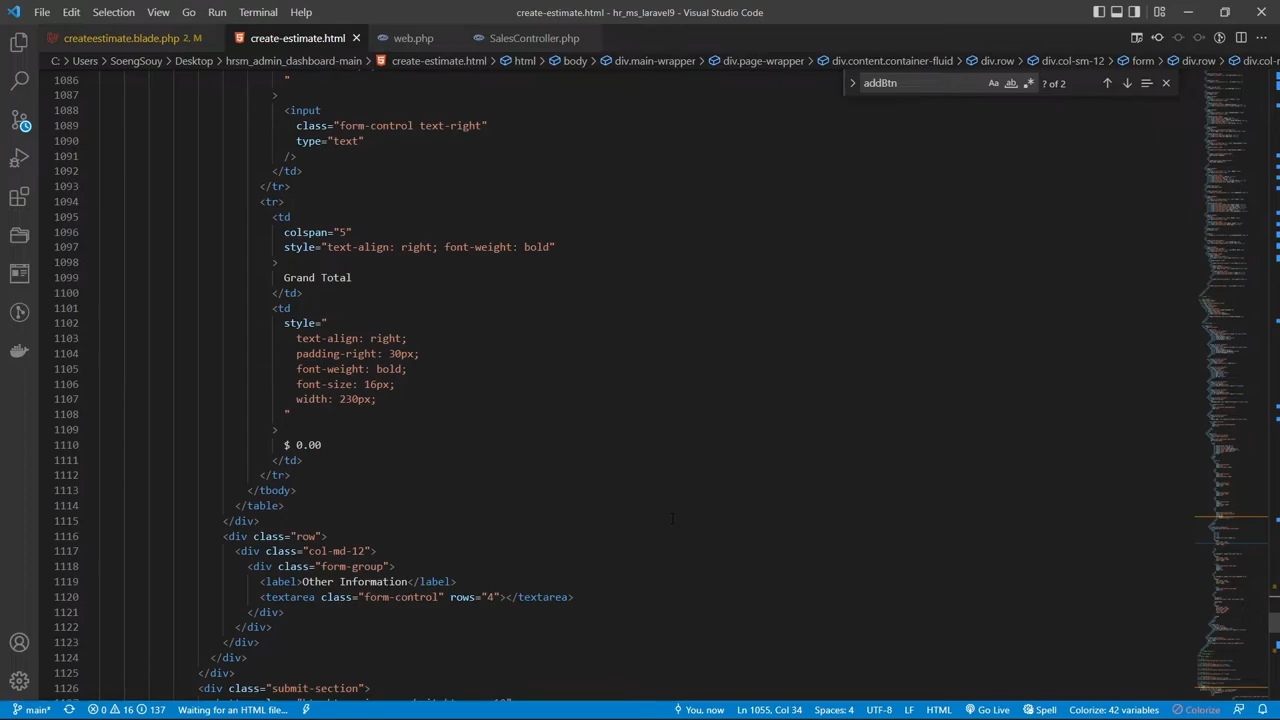 File Edit Selection View Go Run Terminal Help
create-estimate.html - hr_ms_laravel9 - Visual Studio Code
createestimate.blade.php 2, M
create-estimate.html
web.php
SalesController.php
C: > Users > SoengSouy > Desktop > hrsm_admin_dashboard-main > create-estimate.html > html > body > div.main-wrapper > div.page-wrapper > div.content.container-fluid > div.row > div.col-sm-12 > form > div.row > div.col-m
addBtn
Aa ab .* ? of 2
1086 "
1087 >
1088 <input
1089 class="form-control text-right"
1090 type="text"
1091 />
1092 </td>
1093 </tr>
1094 <tr>
1095 <td
1096 colspan="5"
1097 style="text-align: right; font-weight: bold"
1098 >
1099 Grand Total
1100 </td>
1101 <td
1102 style="
1103 text-align: right;
1104 padding-right: 30px;
1105 font-weight: bold;
1106 font-size: 16px;
1107 width: 230px;
1108 "
1109 >
1110 $ 0.00
1111 </td>
1112 </tr>
1113 </tbody>
1114 </table>
1115 </div>
1116 <div class="row">
1117 <div class="col-md-12">
1118 <div class="form-group">
1119 <label>Other Information</label>
1120 <textarea class="form-control" rows="4"></textarea>
1121 </div>
1122 </div>
1123 </div>
1124 </div>
1125 </div>
1126 <div class="submit-section">
main* 0 16 137 Waiting for an HTML file... You, now Ln 1055, Col Spaces: 4 UTF-8 LF HTML Go Live Spell Colorize: 42 variables Colorize